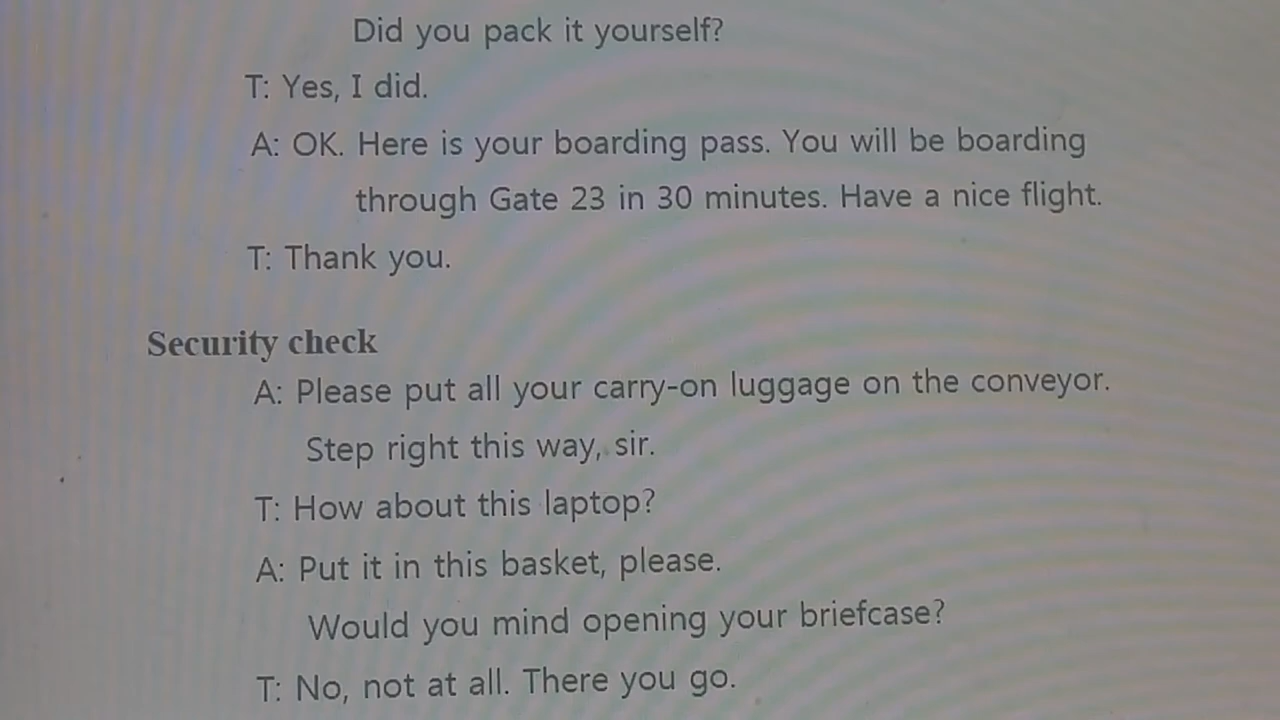 Did you pack it yourself?
T: Yes, I did.
A: OK. Here is your boarding pass. You will be boarding
through Gate 23 in 30 minutes. Have a nice flight.
T: Thank you.
Security check
A: Please put all your carry-on luggage on the conveyor.
Step right this way, sir.
T: How about this laptop?
A: Put it in this basket, please.
Would you mind opening your briefcase?
T: No, not at all. There you go.